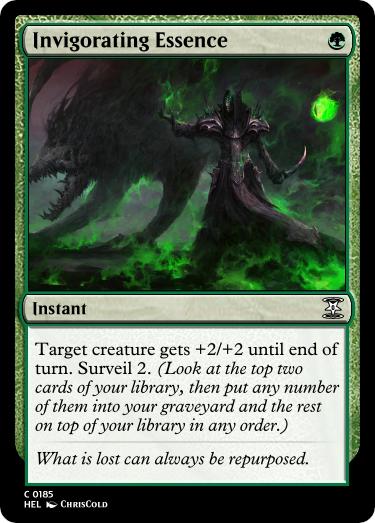 Invigorating Essence
Instant
Target creature gets +2/+2 until end of
turn. Surveil 2. (Look at the top two
cards of your library, then put any number
of them into your graveyard and the rest
on top of your library in any order.)
What is lost can always be repurposed.
C 0185
HEL ChrisCold